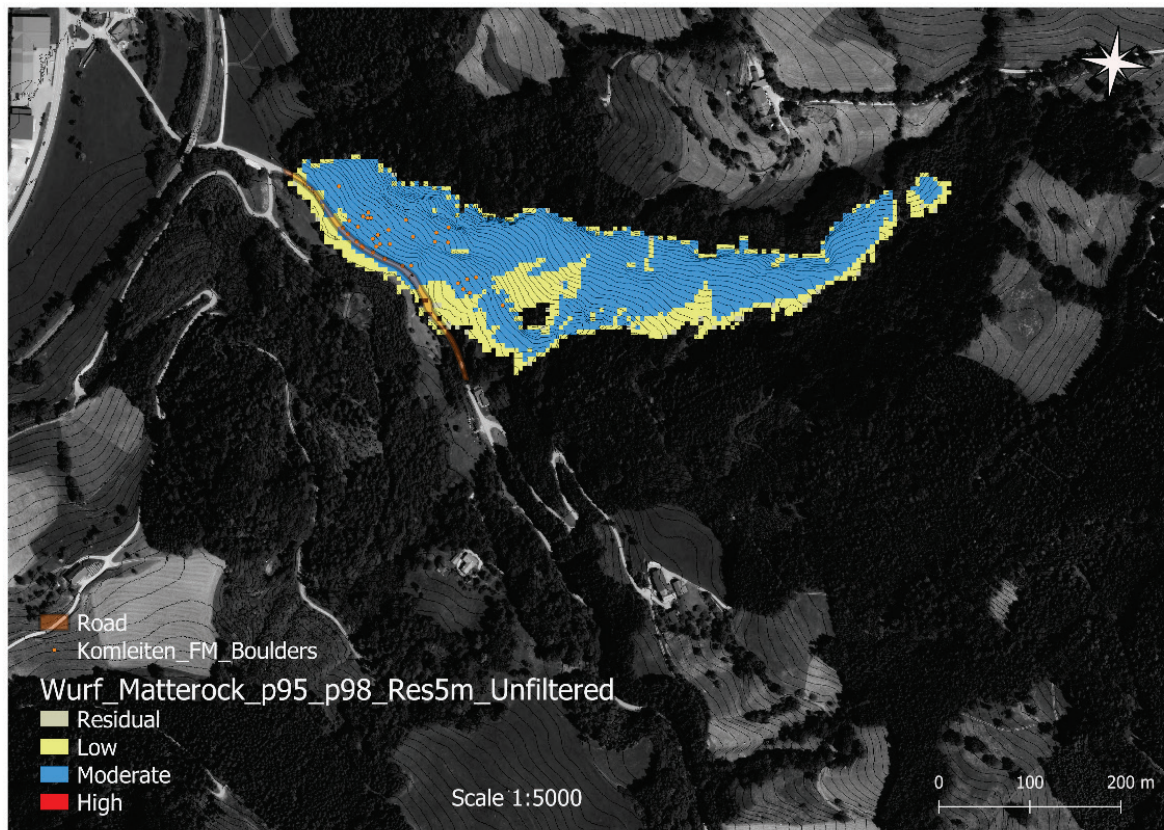 Road
Komleiten_FM_Boulders
Wurf_Matterock_p95_p98_Res5m_Unfiltered
Residual
Low
Moderate
High
Scale 1:5000
0 100 200 m